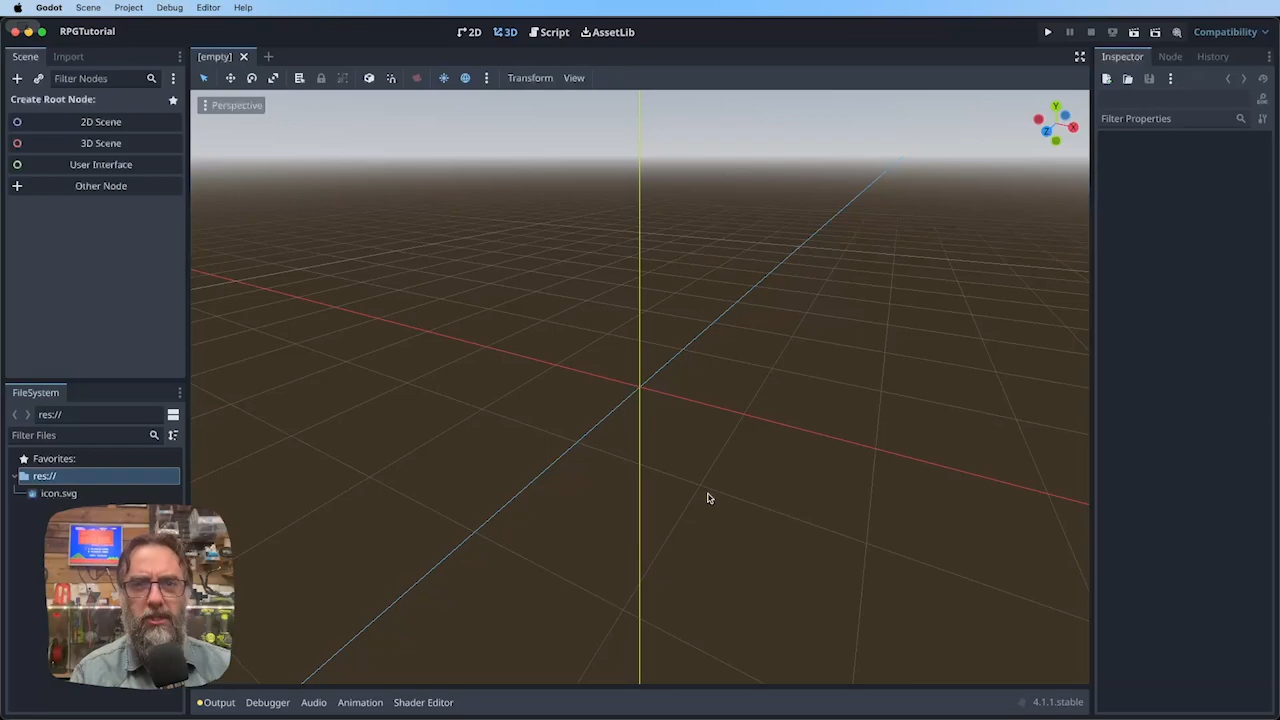 Godot Scene Project Debug Editor Help
RPGTutorial
2D 3D Script AssetLib
Compatibility
Scene Import
[empty]
Inspector Node History
Filter Nodes
Transform View
Create Root Node:
Perspective
Y
X
Z
Filter Properties
2D Scene
3D Scene
User Interface
Other Node
FileSystem
res://
Filter Files
Favorites:
res://
icon.svg
Output Debugger Audio Animation Shader Editor
4.1.1.stable